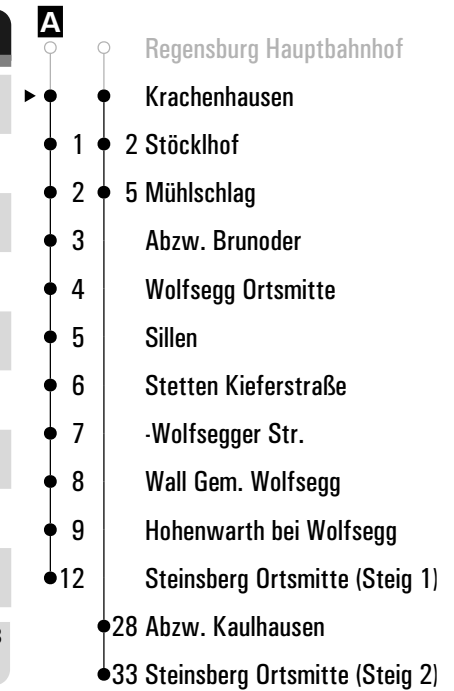 A
Regensburg Hauptbahnhof
Krachenhausen
1 2 Stöcklhof
2 5 Mühlschlag
3 Abzw. Brunoder
4 Wolfsegg Ortsmitte
5 Sillen
6 Stetten Kieferstraße
7 -Wolfsegger Str.
8 Wall Gem. Wolfsegg
9 Hohenwarth bei Wolfsegg
12 Steinsberg Ortsmitte (Steig 1)
28 Abzw. Kaulhausen
33 Steinsberg Ortsmitte (Steig 2)